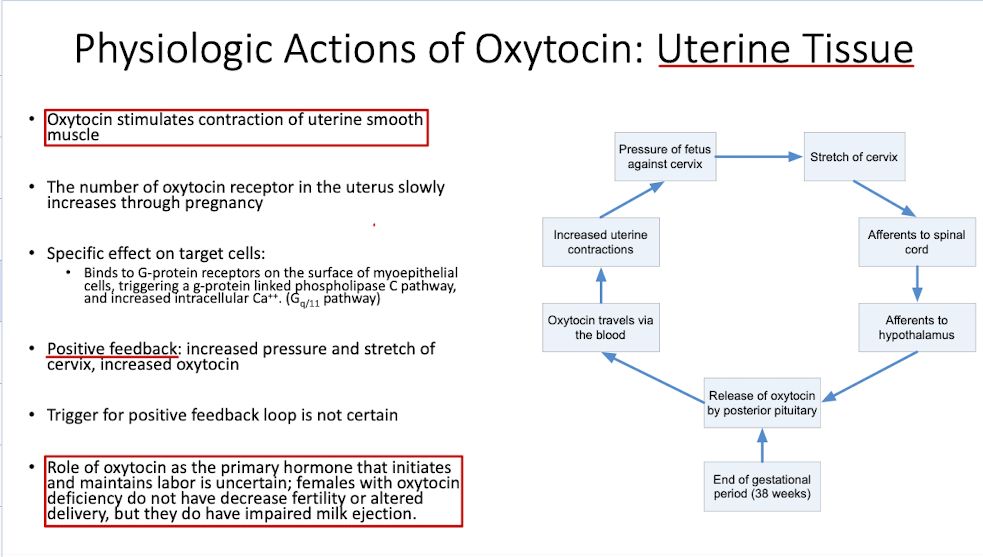 Physiologic Actions of Oxytocin: Uterine Tissue
• Oxytocin stimulates contraction of uterine smooth
muscle
• The number of oxytocin receptor in the uterus slowly
increases through pregnancy
• Specific effect on target cells:
• Binds to G-protein receptors on the surface of myoepithelial
cells, triggering a g-protein linked phospholipase C pathway,
and increased intracellular Ca⁺⁺. (Gq/11 pathway)
• Positive feedback: increased pressure and stretch of
cervix, increased oxytocin
• Trigger for positive feedback loop is not certain
• Role of oxytocin as the primary hormone that initiates
and maintains labor is uncertain; females with oxytocin
deficiency do not have decrease fertility or altered
delivery, but they do have impaired milk ejection.
Pressure of fetus
against cervix
Stretch of cervix
Afferents to spinal
cord
Afferents to
hypothalamus
Release of oxytocin
by posterior pituitary
Oxytocin travels via
the blood
Increased uterine
contractions
End of gestational
period (38 weeks)